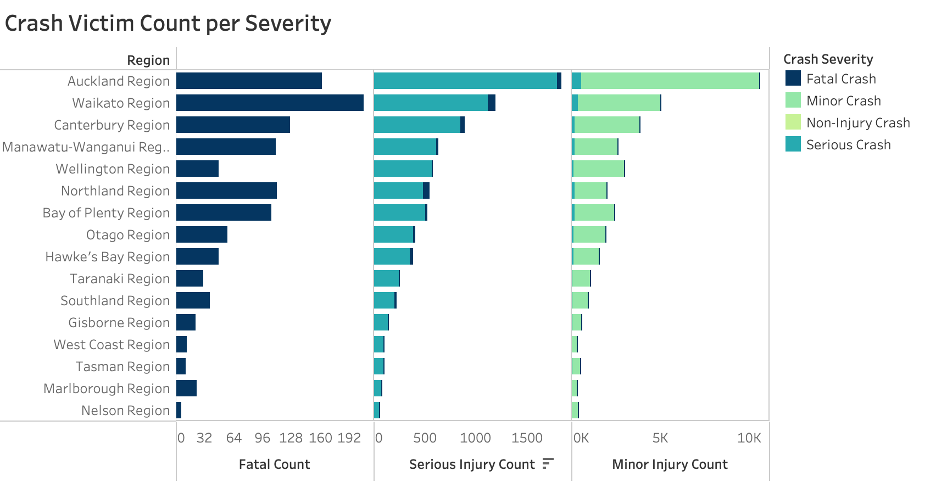 Crash Victim Count per Severity
Region
Crash Severity
Fatal Crash
Minor Crash
Non-Injury Crash
Serious Crash
Auckland Region
Waikato Region
Canterbury Region
Manawatu-Wanganui Reg..
Wellington Region
Northland Region
Bay of Plenty Region
Otago Region
Hawke's Bay Region
Taranaki Region
Southland Region
Gisborne Region
West Coast Region
Tasman Region
Marlborough Region
Nelson Region
0 32 64 96 128 160 192 0 500 1000 1500 0K 5K 10K
Fatal Count Serious Injury Count Minor Injury Count